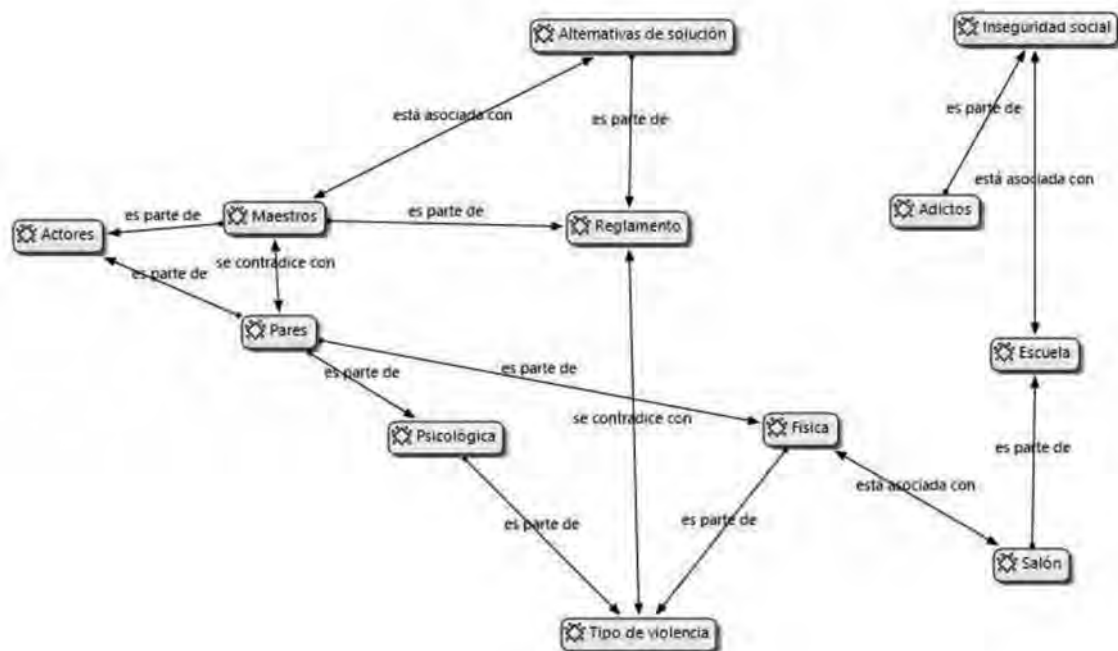 Alternativas de solución
Inseguridad social
está asociada con
es parte de
es parte de
está asociada con
es parte de
Maestros
es parte de
Adictos
Actores
Reglamento
se contradice con
es parte de
Pares
Escuela
es parte de
es parte de
se contradice con
Psicológica
Física
es parte de
está asociada con
es parte de
es parte de
Salón
Tipo de violencia